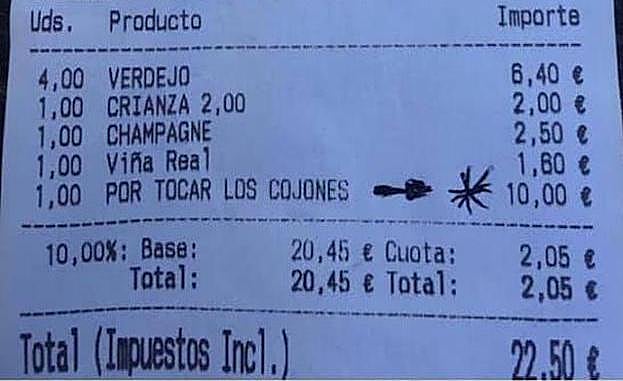 Uds. Producto Importe
4,00 VERDEJO 6,40 €
1,00 CRIANZA 2,00 2,00 €
1,00 CHAMPAGNE 2,50 €
1,00 Viña Real 1,60 €
1,00 POR TOCAR LOS COJONES 10,00 €
10,00%: Base: 20,45 € Cuota: 2,05 €
Total: 20,45 € Total: 2,05 €
Total (Impuestos Incl.) 22,50 €